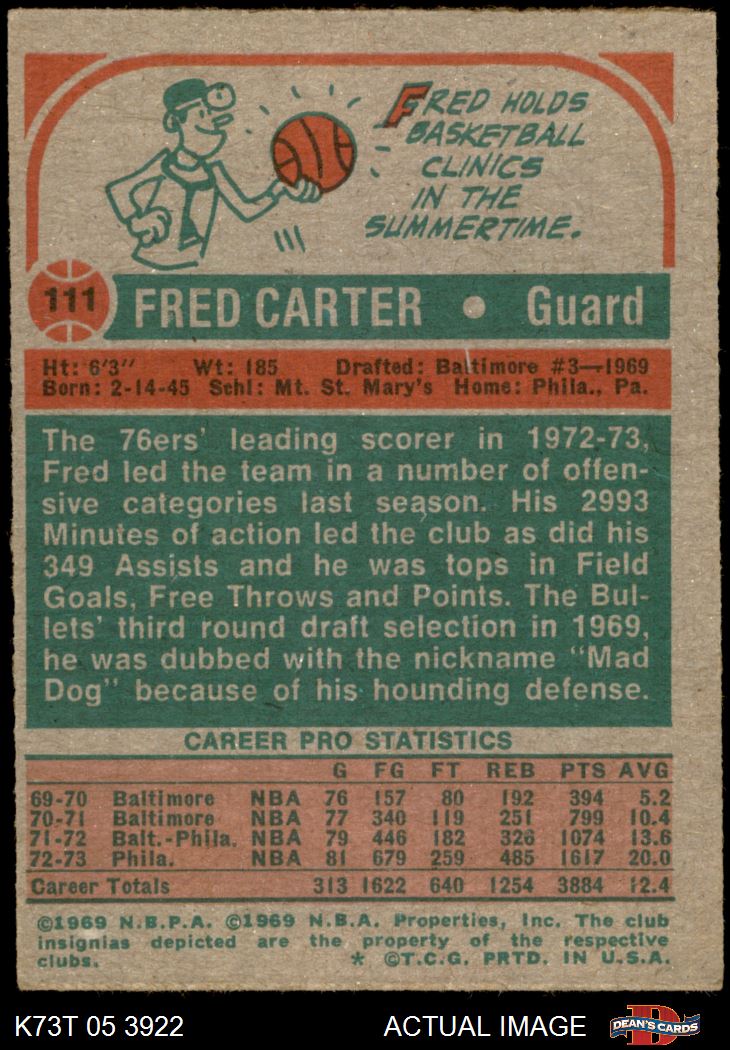 FRED HOLDS
BASKETBALL
CLINICS
IN THE
SUMMERTIME.
111 FRED CARTER • Guard
Ht: 6'3" Wt: 185 Drafted: Baltimore #3—1969
Born: 2-14-45 Schl: Mt. St. Mary's Home: Phila., Pa.
The 76ers' leading scorer in 1972-73,
Fred led the team in a number of offen-
sive categories last season. His 2993
Minutes of action led the club as did his
349 Assists and he was tops in Field
Goals, Free Throws and Points. The Bul-
lets' third round draft selection in 1969,
he was dubbed with the nickname "Mad
Dog" because of his hounding defense.
CAREER PRO STATISTICS
G FG FT REB PTS AVG
69-70 Baltimore NBA 76 157 80 192 394 5.2
70-71 Baltimore NBA 77 340 119 251 799 10.4
71-72 Balt.-Phila. NBA 79 446 182 326 1074 13.6
72-73 Phila. NBA 81 679 259 485 1617 20.0
Career Totals 313 1622 640 1254 3884 12.4
©1969 N.B.P.A. ©1969 N.B.A. Properties, Inc. The club
insignias depicted are the property of the respective
clubs. * ©T.C.G. PRTD. IN U.S.A.
K73T 05 3922 ACTUAL IMAGE D DEAN'S CARDS